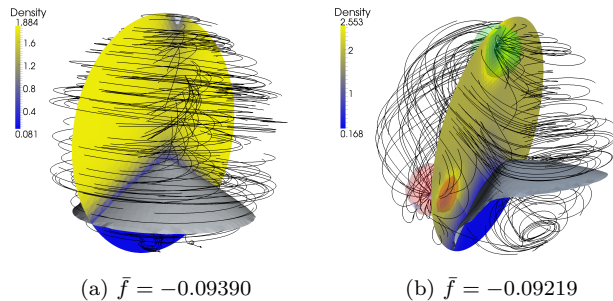 Density
1.884
1.6
1.2
0.8
0.4
0.081
Density
2.553
2
1
0.168
(a) f̄ = −0.09390
(b) f̄ = −0.09219